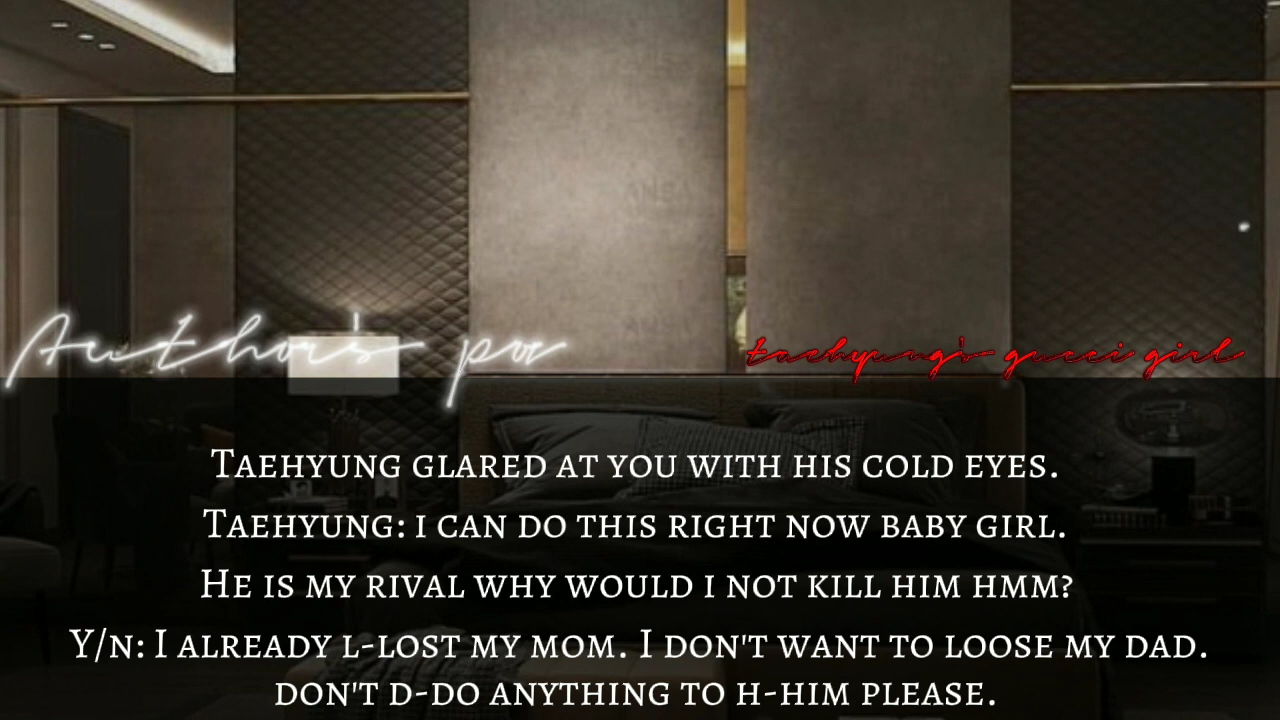 Author's pov
taehyung's gucci girl
Taehyung glared at you with his cold eyes.
Taehyung: i can do this right now baby girl.
He is my rival why would i not kill him hmm?
Y/n: I already l-lost my mom. I don't want to loose my dad.
don't d-do anything to h-him please.